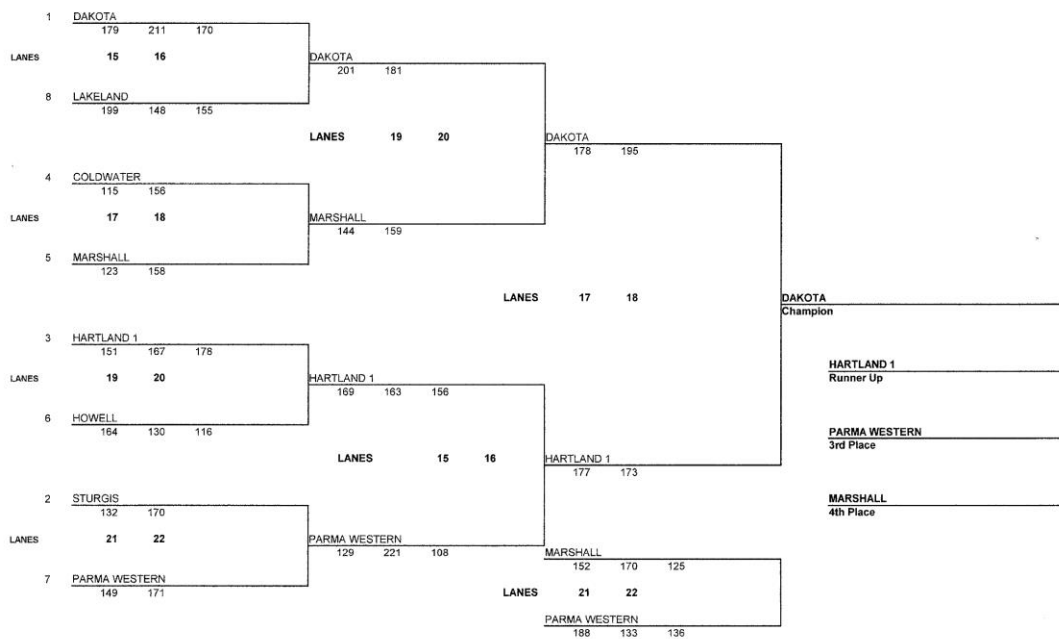 1 DAKOTA
179 211 170
LANES 15 16
8 LAKELAND
199 148 155
4 COLDWATER
115 156
LANES 17 18
5 MARSHALL
123 158
3 HARTLAND 1
151 167 178
LANES 19 20
6 HOWELL
164 130 116
2 STURGIS
132 170
LANES 21 22
7 PARMA WESTERN
149 171
DAKOTA
201 181
LANES 19 20
MARSHALL
144 159
HARTLAND 1
169 163 156
LANES 15 16
PARMA WESTERN
129 221 108
DAKOTA
178 195
LANES 17 18
HARTLAND 1
177 173
MARSHALL
152 170 125
LANES 21 22
PARMA WESTERN
188 133 136
DAKOTA
Champion
HARTLAND 1
Runner Up
PARMA WESTERN
3rd Place
MARSHALL
4th Place